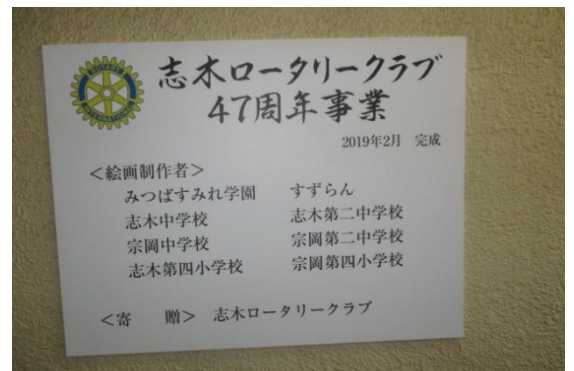 ROTARY
INTERNATIONAL
志木ロータリークラブ
47周年事業
2019年2月 完成
<絵画制作者>
みつばすみれ学園 すずらん
志木中学校 志木第二中学校
宗岡中学校 宗岡第二中学校
志木第四小学校 宗岡第四小学校
<寄 贈> 志木ロータリークラブ